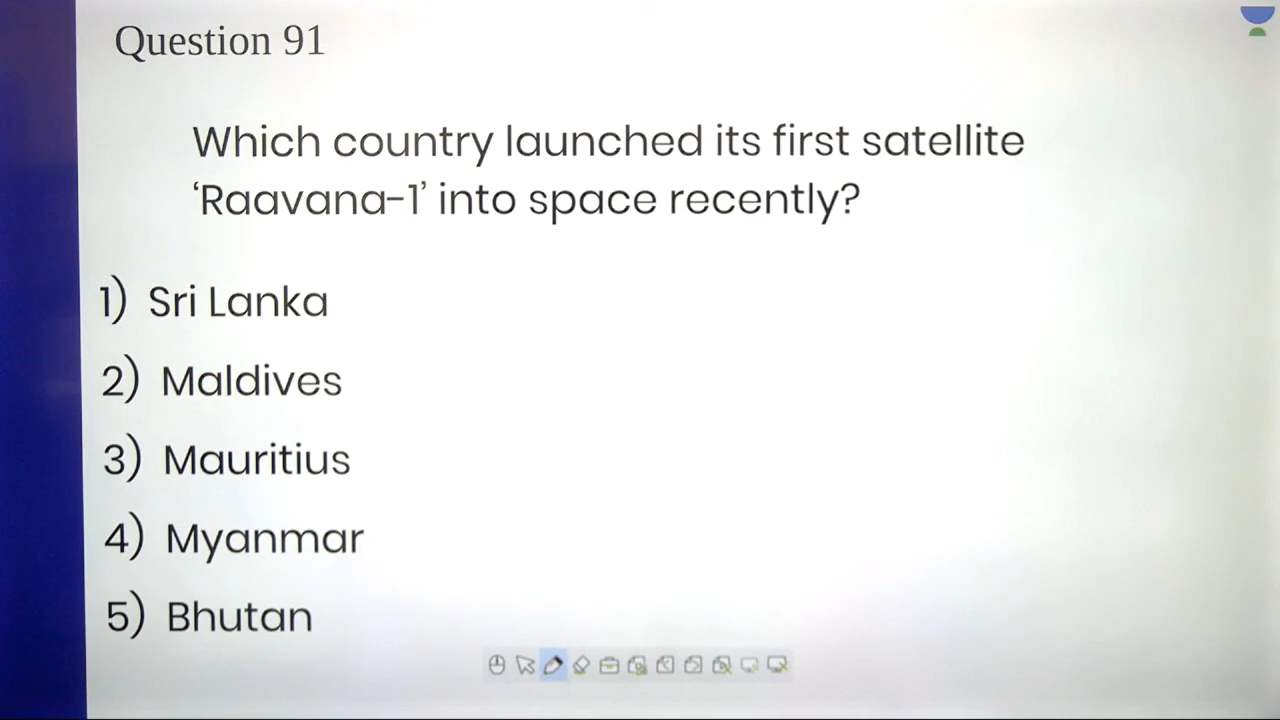 Question 91
Which country launched its first satellite
‘Raavana-1’ into space recently?
1) Sri Lanka
2) Maldives
3) Mauritius
4) Myanmar
5) Bhutan